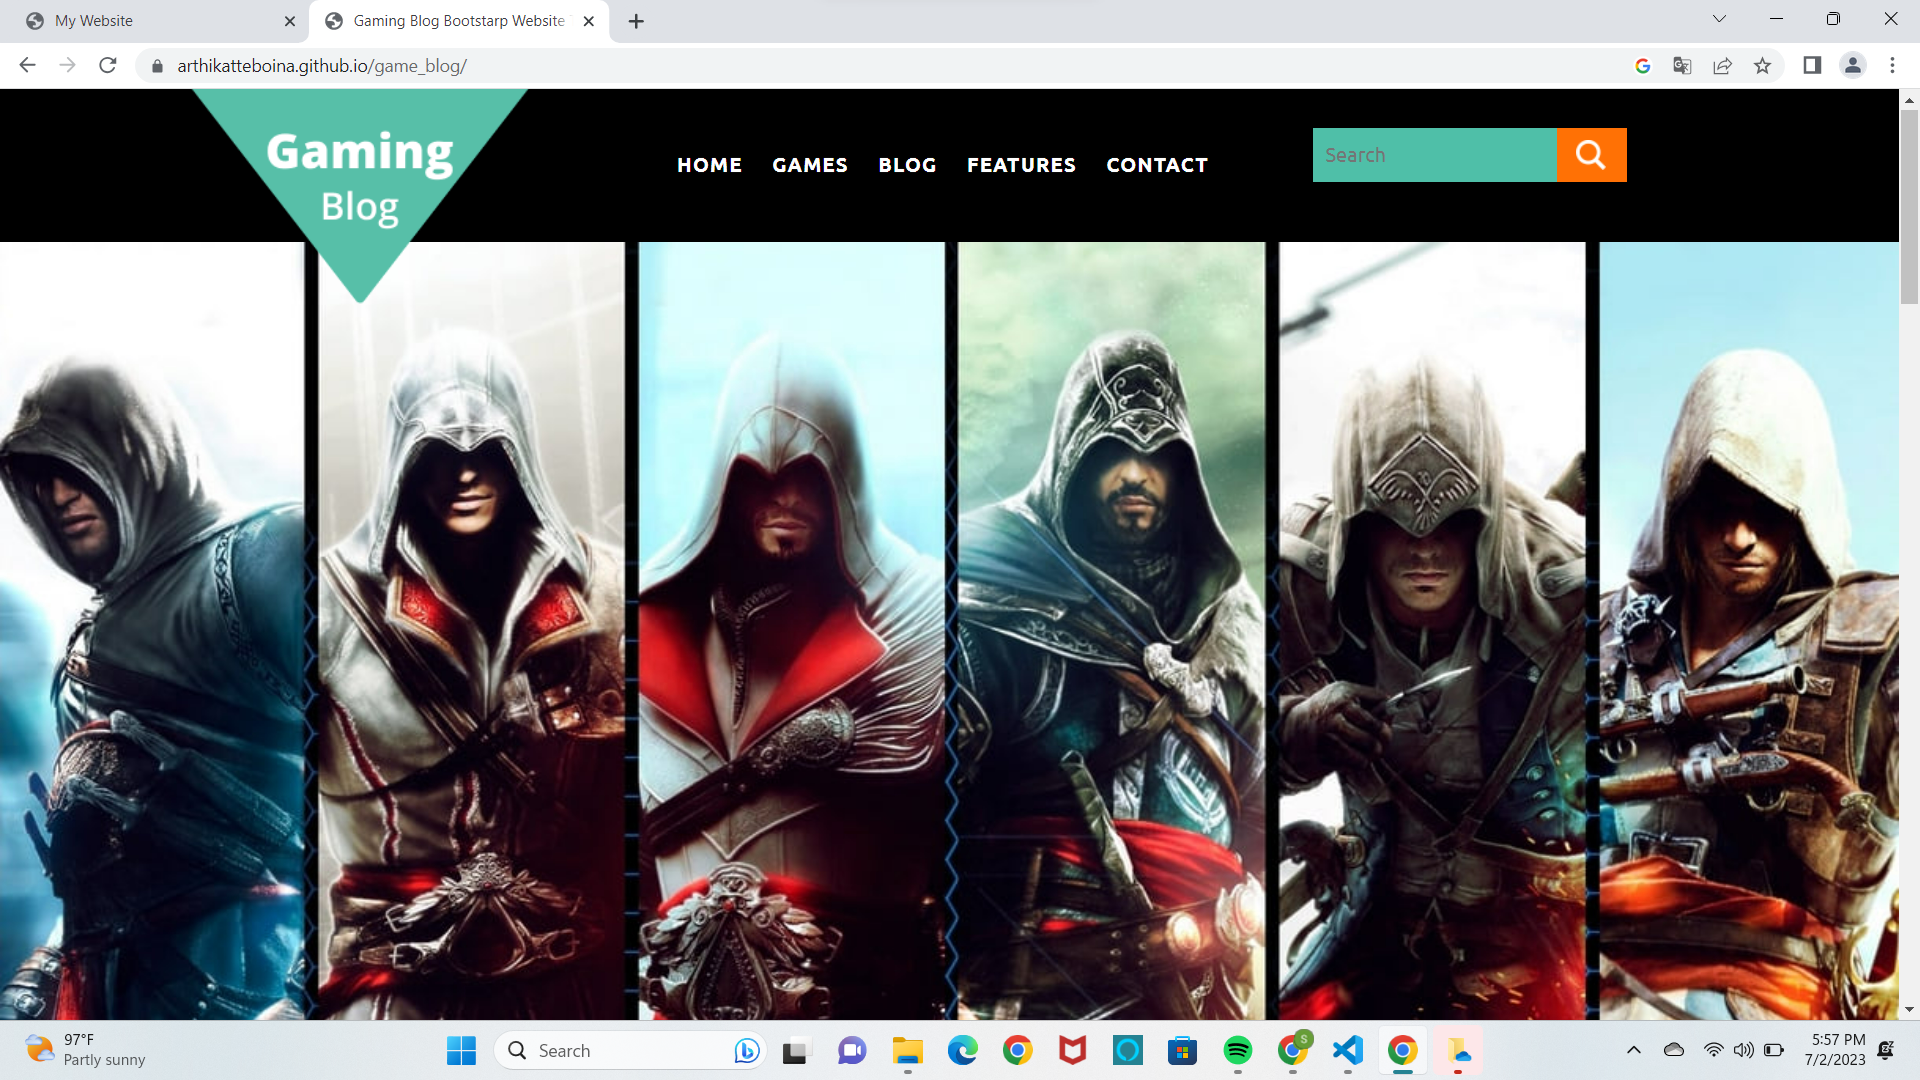 My Website
Gaming Blog Bootstarp Website
arthikatteboina.github.io/game_blog/
Gaming
Blog
HOME GAMES BLOG FEATURES CONTACT
Search
97°F
Partly sunny
Search
S
5:57 PM
7/2/2023